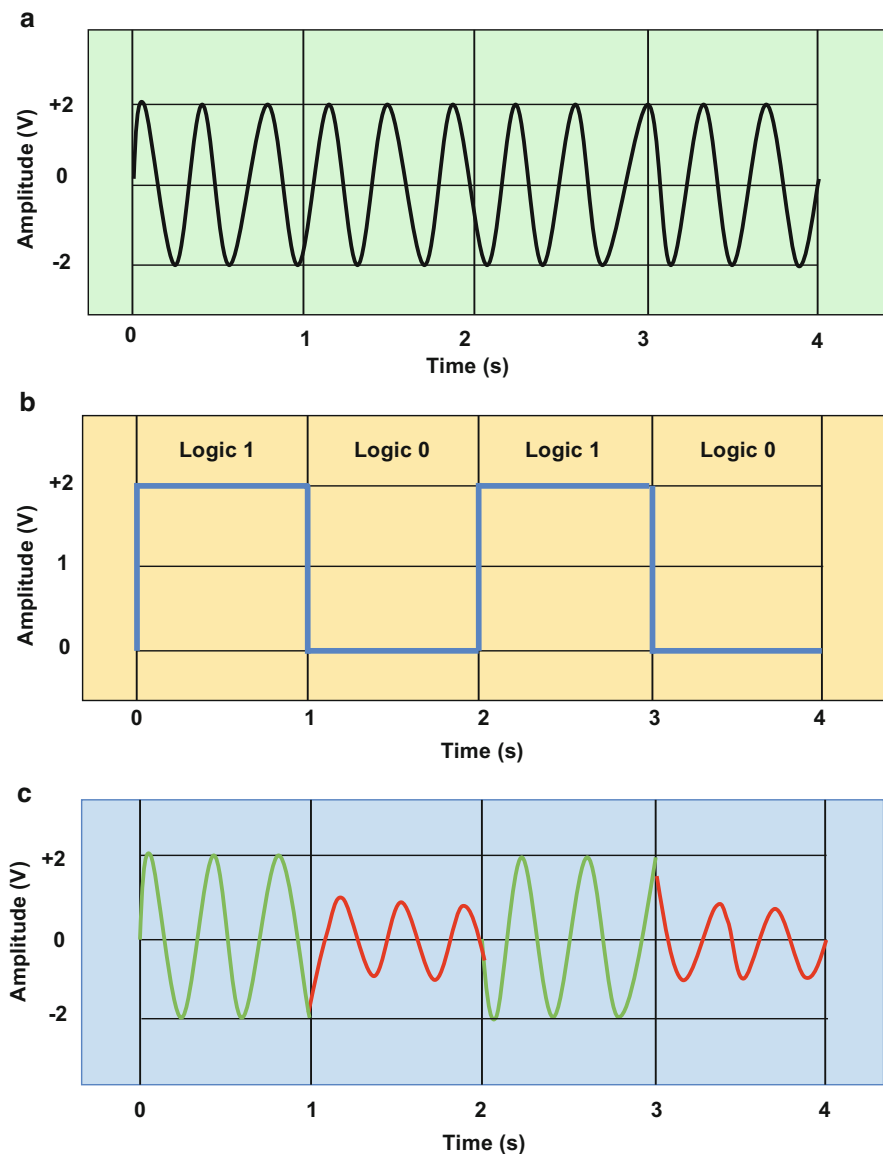 a
Amplitude (V)
+2
0
-2
0 1 2 3 4
Time (s)
b
Logic 1 Logic 0 Logic 1 Logic 0
Amplitude (V)
+2
1
0
0 1 2 3 4
Time (s)
c
Amplitude (V)
+2
0
-2
0 1 2 3 4
Time (s)